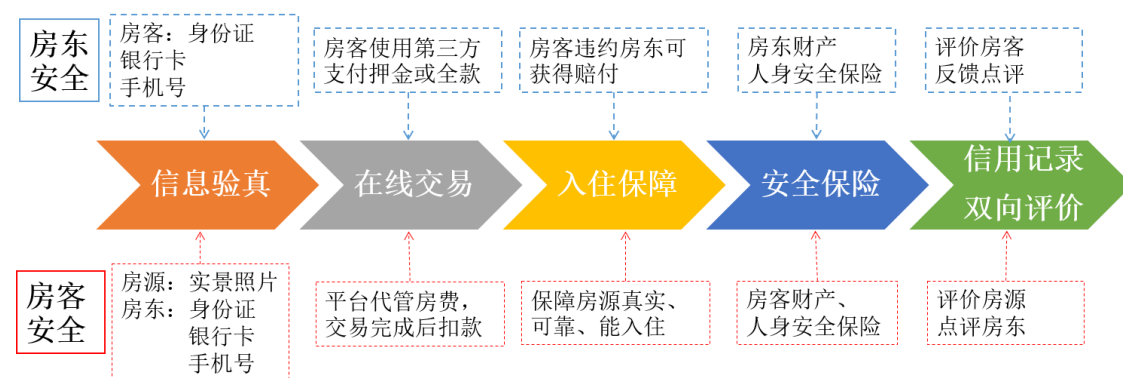 房东
安全
房客：身份证
银行卡
手机号
房客使用第三方
支付押金或全款
房客违约房东可
获得赔付
房东财产
人身安全保险
评价房客
反馈点评
信息验真
在线交易
入住保障
安全保险
信用记录
双向评价
房客
安全
房源：实景照片
房东：身份证
银行卡
手机号
平台代管房费，
交易完成后扣款
保障房源真实、
可靠、能入住
房客财产、
人身安全保险
评价房源
点评房东